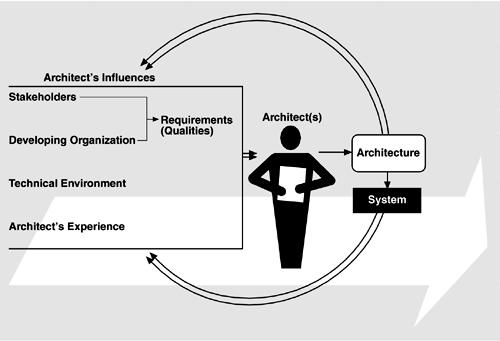 Architect's Influences
Stakeholders
Requirements
(Qualities)
Developing Organization
Technical Environment
Architect's Experience
Architect(s)
Architecture
System